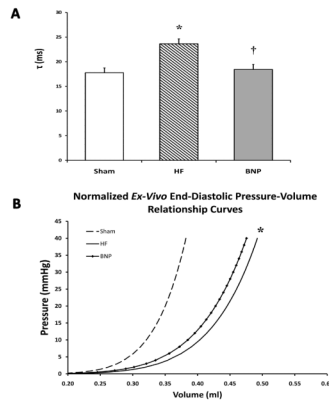 A
τ (ms)
30
25
20
15
10
5
0
*
†
Sham
HF
BNP
Normalized Ex-Vivo End-Diastolic Pressure-Volume
Relationship Curves
B
Pressure (mmHg)
45
40
35
30
25
20
15
10
5
0
Sham
HF
BNP
*
0.20
0.25
0.30
0.35
0.40
0.45
0.50
0.55
Volume (ml)